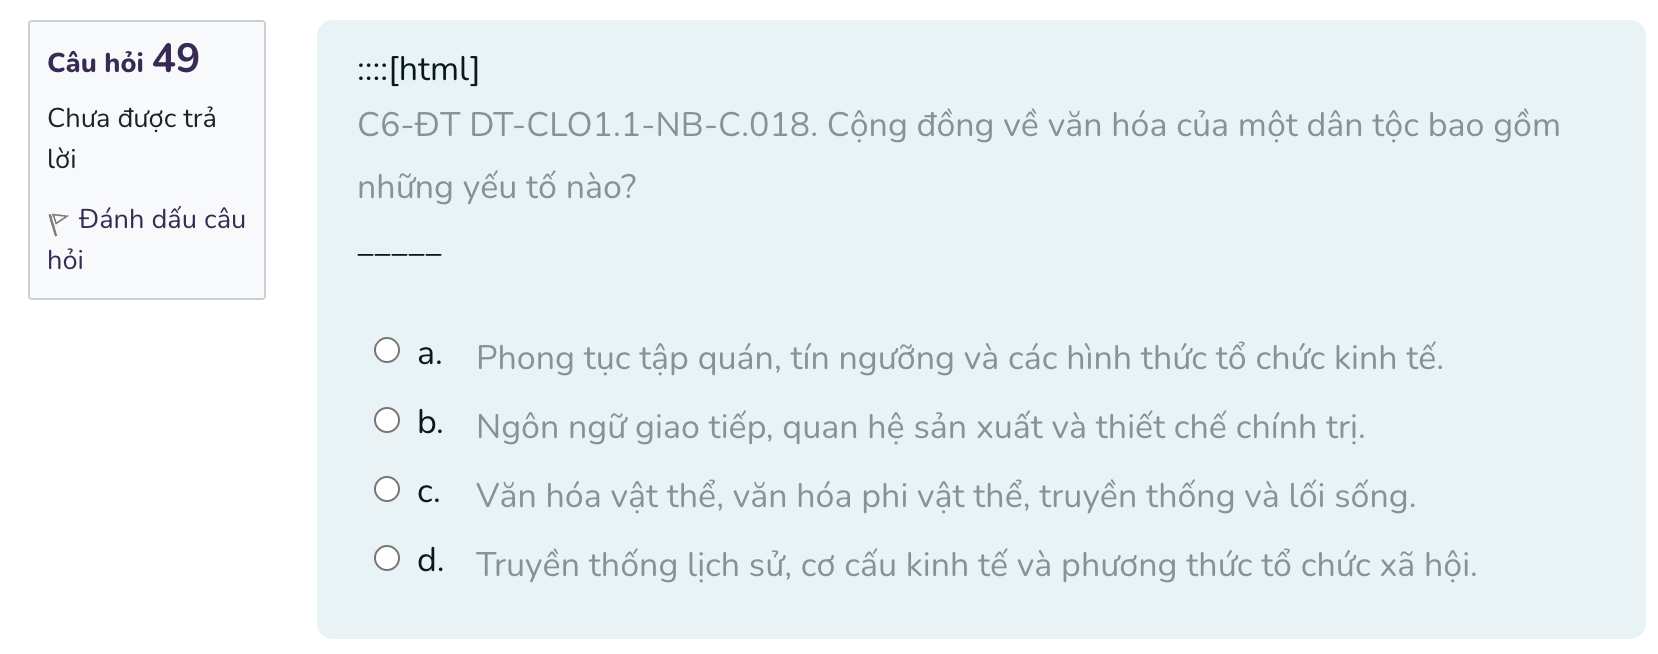 Câu hỏi 49
Chưa được trả
lời
Đánh dấu câu
hỏi
::::[html]
C6-ĐT DT-CLO1.1-NB-C.018. Cộng đồng về văn hóa của một dân tộc bao gồm
những yếu tố nào?
_____
a. Phong tục tập quán, tín ngưỡng và các hình thức tổ chức kinh tế.
b. Ngôn ngữ giao tiếp, quan hệ sản xuất và thiết chế chính trị.
c. Văn hóa vật thể, văn hóa phi vật thể, truyền thống và lối sống.
d. Truyền thống lịch sử, cơ cấu kinh tế và phương thức tổ chức xã hội.